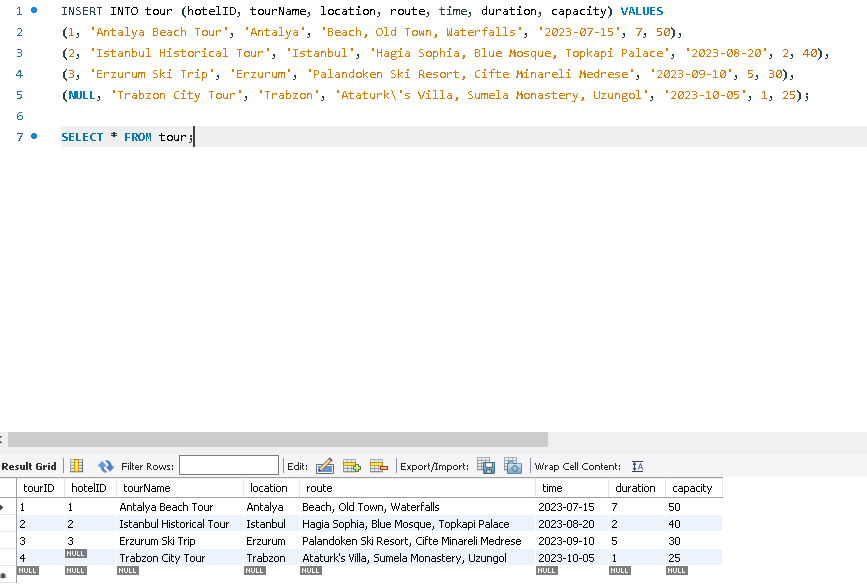 1 INSERT INTO tour (hotelID, tourName, location, route, time, duration, capacity) VALUES
2 (1, 'Antalya Beach Tour', 'Antalya', 'Beach, Old Town, Waterfalls', '2023-07-15', 7, 50),
3 (2, 'Istanbul Historical Tour', 'Istanbul', 'Hagia Sophia, Blue Mosque, Topkapi Palace', '2023-08-20', 2, 40),
4 (3, 'Erzurum Ski Trip', 'Erzurum', 'Palandoken Ski Resort, Cifte Minareli Medrese', '2023-09-10', 5, 30),
5 (NULL, 'Trabzon City Tour', 'Trabzon', 'Ataturk\'s Villa, Sumela Monastery, Uzungol', '2023-10-05', 1, 25);
6
7 SELECT * FROM tour;
Result Grid Filter Rows: Edit: Export/Import: Wrap Cell Content: IA
tourID hotelID tourName location route time duration capacity
1 1 Antalya Beach Tour Antalya Beach, Old Town, Waterfalls 2023-07-15 7 50
2 2 Istanbul Historical Tour Istanbul Hagia Sophia, Blue Mosque, Topkapi Palace 2023-08-20 2 40
3 3 Erzurum Ski Trip Erzurum Palandoken Ski Resort, Cifte Minareli Medrese 2023-09-10 5 30
4 NULL Trabzon City Tour Trabzon Ataturk's Villa, Sumela Monastery, Uzungol 2023-10-05 1 25
NULL NULL NULL NULL NULL NULL NULL NULL